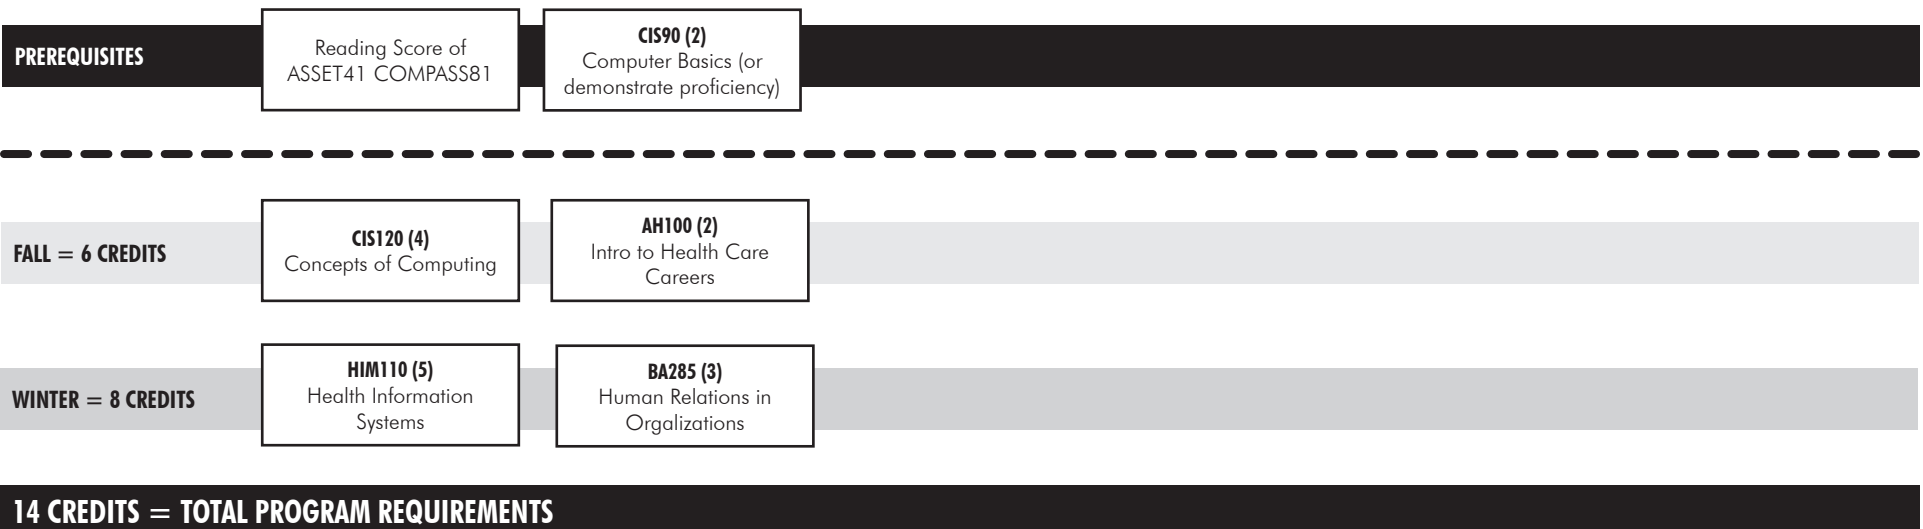 PREREQUISITES
Reading Score of
ASSET41 COMPASS81
CIS90 (2)
Computer Basics (or
demonstrate proficiency)
FALL = 6 CREDITS
CIS120 (4)
Concepts of Computing
AH100 (2)
Intro to Health Care
Careers
WINTER = 8 CREDITS
HIM110 (5)
Health Information
Systems
BA285 (3)
Human Relations in
Orgalizations
14 CREDITS = TOTAL PROGRAM REQUIREMENTS